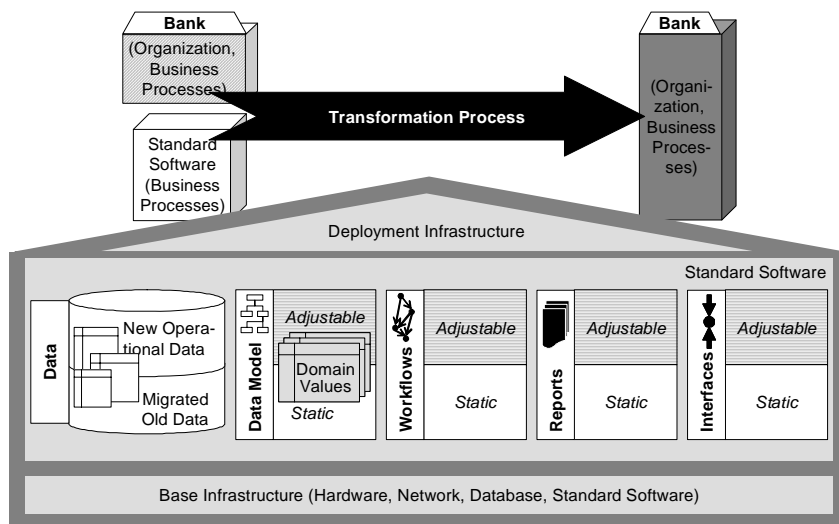 Bank
(Organization,
Business
Processes)
Standard
Software
(Business
Processes)
Transformation Process
Bank
(Organi-
zation,
Business
Proces-
ses)
Deployment Infrastructure
Standard Software
Data
New Opera-
tional Data
Migrated
Old Data
Data Model
Adjustable
Domain
Values
Static
Workflows
Adjustable
Static
Reports
Adjustable
Static
Interfaces
Adjustable
Static
Base Infrastructure (Hardware, Network, Database, Standard Software)